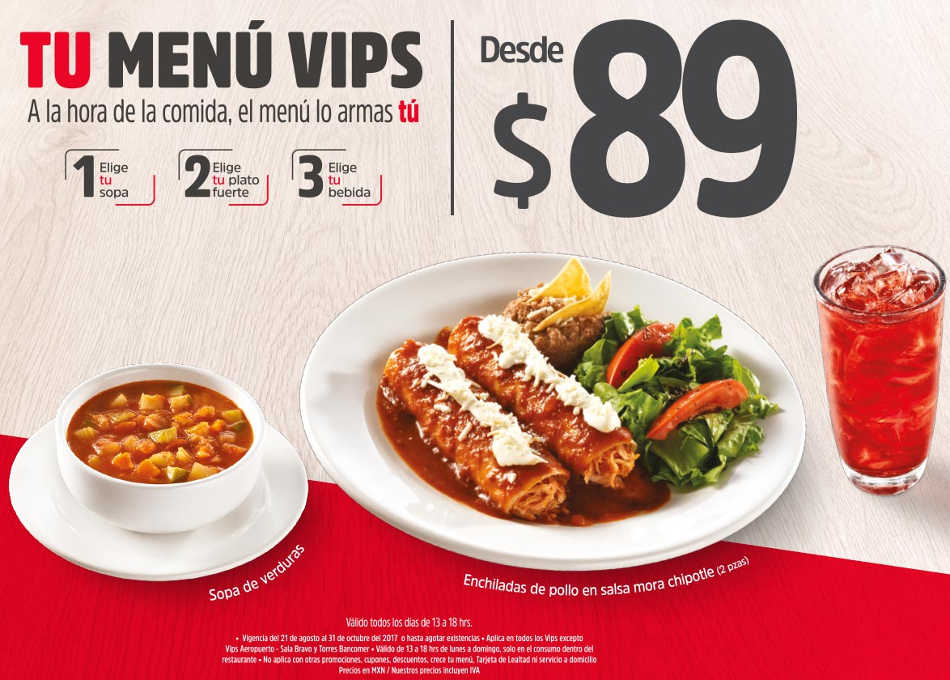 TU MENÚ VIPS
A la hora de la comida, el menú lo armas tú
1 Elige
tu
sopa
2 Elige
tu plato
fuerte
3 Elige
tu
bebida
Desde
$89
Sopa de verduras
Enchiladas de pollo en salsa mora chipotle (2 pzas)
Válido todos los días de 13 a 18 hrs.
• Vigencia del 21 de agosto al 31 de octubre del 2017 o hasta agotar existencias • Aplica en todos los Vips excepto
Vips Aeropuerto - Sala Bravo y Torres Bancomer • Válido de 13 a 18 hrs de lunes a domingo, solo en el consumo dentro del
restaurante • No aplica con otras promociones, cupones, descuentos, crece tu menú, Tarjeta de Lealtad ni servicio a domicilio
Precios en MXN / Nuestros precios incluyen IVA